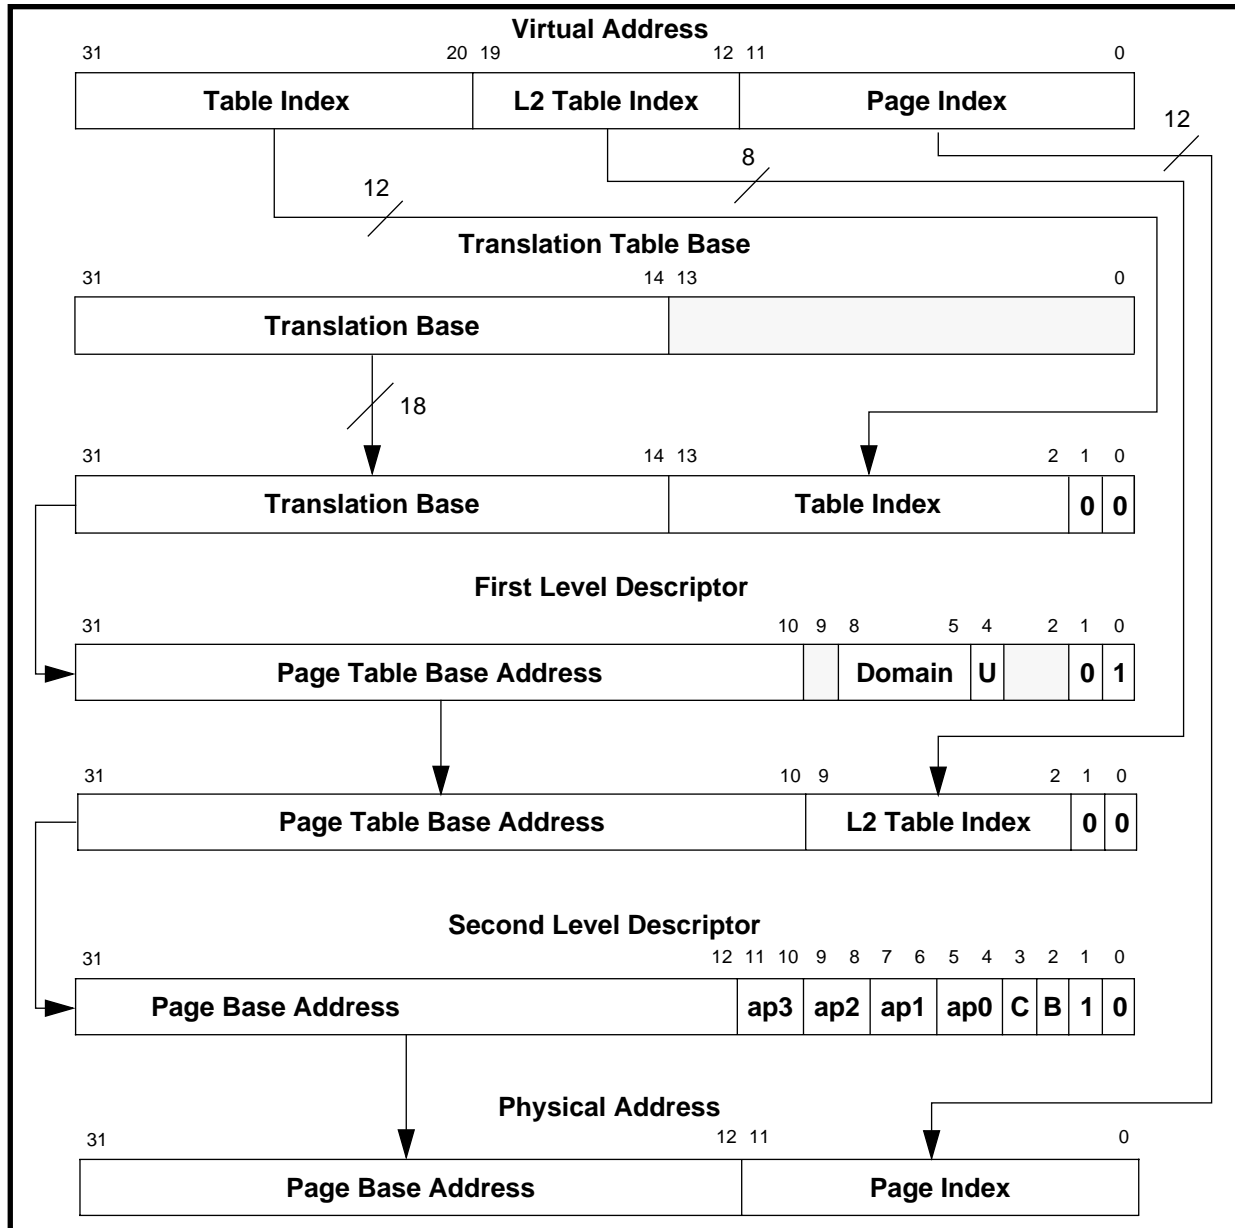 Virtual Address
31 20 19 12 11 0
Table Index L2 Table Index Page Index
12
8
12
Translation Table Base
31 14 13 0
Translation Base
18
31 14 13 2 1 0
Translation Base Table Index 0 0
First Level Descriptor
31 10 9 8 5 4 2 1 0
Page Table Base Address Domain U 0 1
31 10 9 2 1 0
Page Table Base Address L2 Table Index 0 0
Second Level Descriptor
31 12 11 10 9 8 7 6 5 4 3 2 1 0
Page Base Address ap3 ap2 ap1 ap0 C B 1 0
Physical Address
31 12 11 0
Page Base Address Page Index